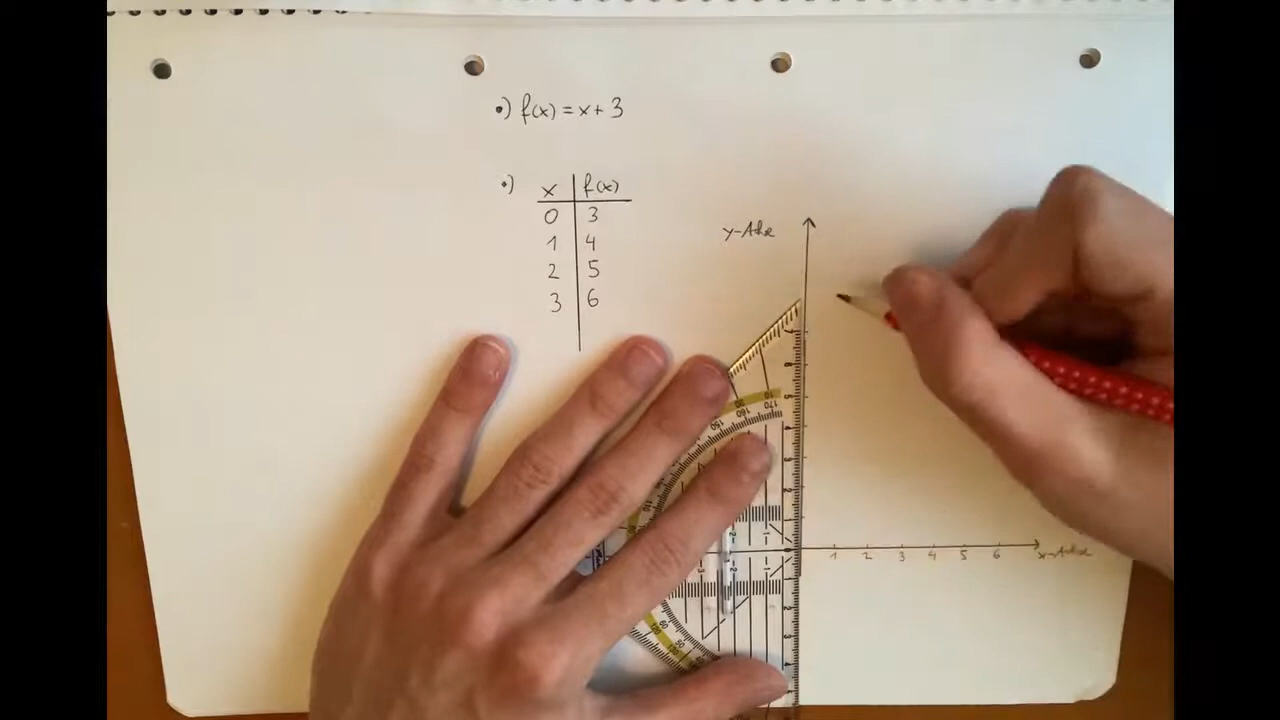 •) f(x) = x + 3
•) x f(x)
0 3
1 4
2 5
3 6
y-Achse
1 2 3 4 5 6 x-Achse